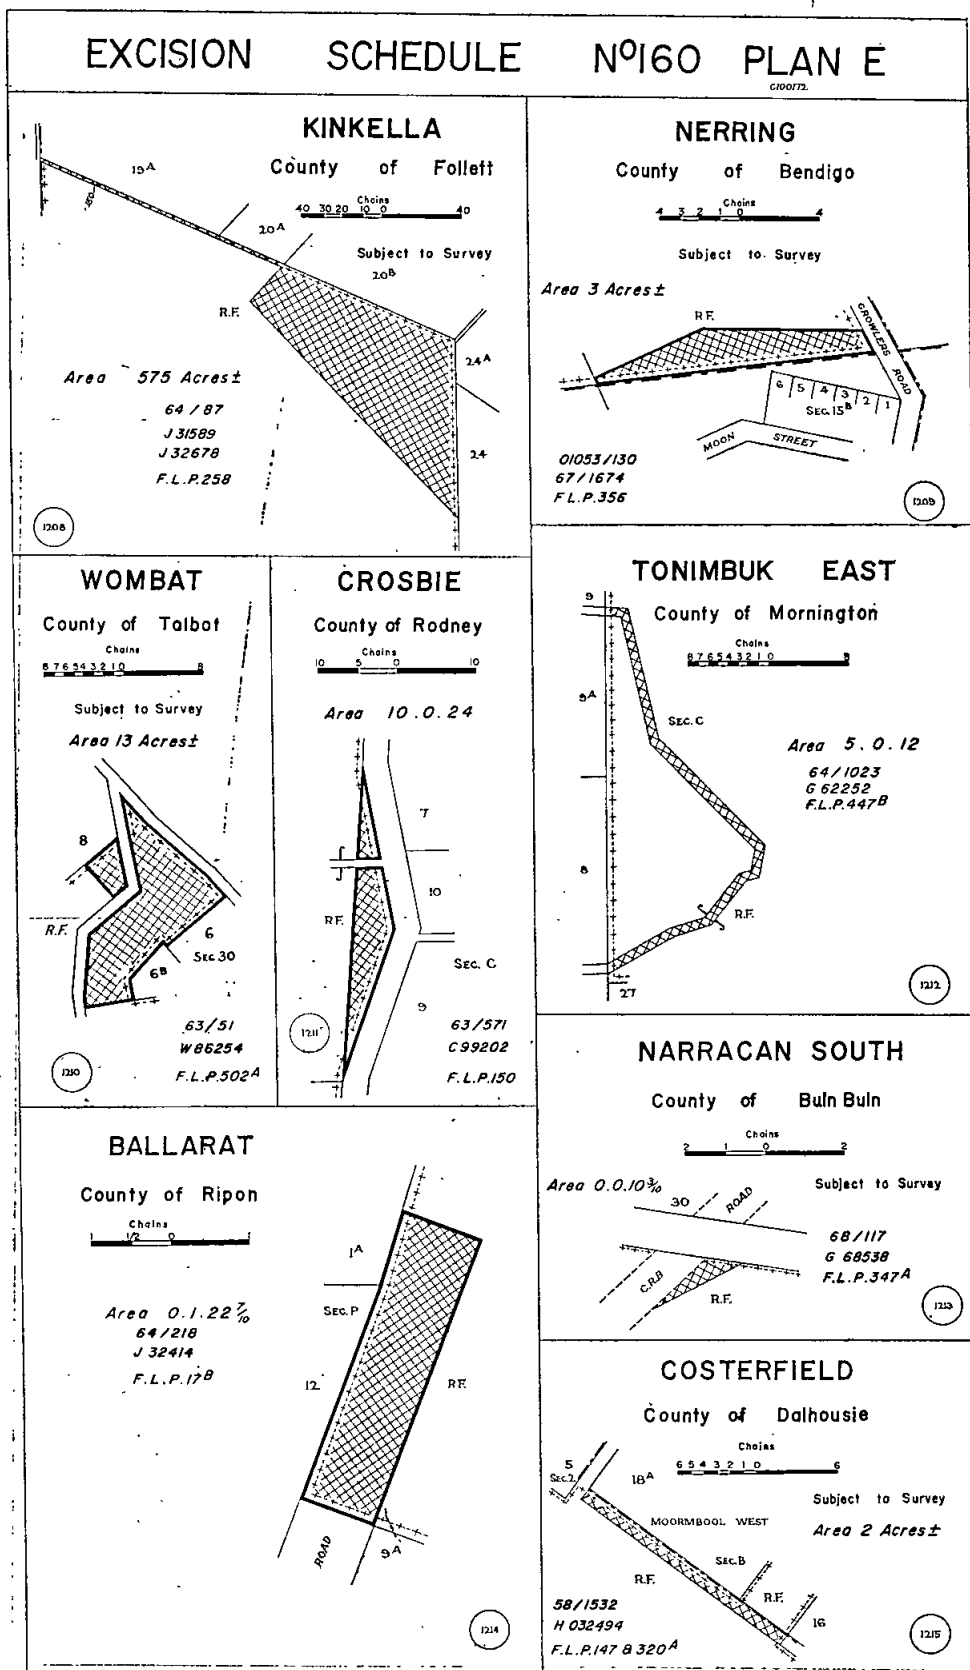 EXCISION SCHEDULE Nº160 PLAN E
C100172
KINKELLA
County of Follett
Chains
40 30 20 10 0 40
Subject to Survey
19A
150
20A
20B
R.F.
24A
24
Area 575 Acres ±
64/87
J 31589
J 32678
F.L.P.258
1208
NERRING
County of Bendigo
Chains
4 3 2 1 0 4
Subject to Survey
Area 3 Acres ±
R.F.
GROWLERS ROAD
6 5 4 3 2 1
SEC. 15B
MOON STREET
01053/130
67/1674
F.L.P.356
1209
WOMBAT
County of Talbot
Chains
8 7 6 5 4 3 2 1 0 8
Subject to Survey
Area 13 Acres ±
8
R.F.
6
SEC 30
6B
63/51
W86254
F.L.P.502A
1210
CROSBIE
County of Rodney
Chains
10 5 0 10
Area 10.0.24
7
10
R.F.
SEC. C
9
63/571
C99202
F.L.P.150
1211
TONIMBUK EAST
County of Mornington
Chains
8 7 6 5 4 3 2 1 0 8
9
9A
SEC. C
Area 5.0.12
64/1023
G 62252
F.L.P.447B
8
R.F.
27
1212
NARRACAN SOUTH
County of Buln Buln
Chains
2 1 0 2
Area 0.0.10 3/10
Subject to Survey
30
ROAD
68/117
G 68538
F.L.P.347A
C.R.B
R.F.
1213
BALLARAT
County of Ripon
Chains
1 1/2 0 1
Area 0.1.22 7/10
64/218
J 32414
F.L.P.17B
1A
SEC. P
12
R.F.
ROAD
9A
1214
COSTERFIELD
County of Dalhousie
Chains
6 5 4 3 2 1 0 6
Subject to Survey
Area 2 Acres ±
5
SEC. 2
18A
MOORMBOOL WEST
SEC. B
R.F.
R.F.
16
58/1532
H 032494
F.L.P.147 & 320A
1215